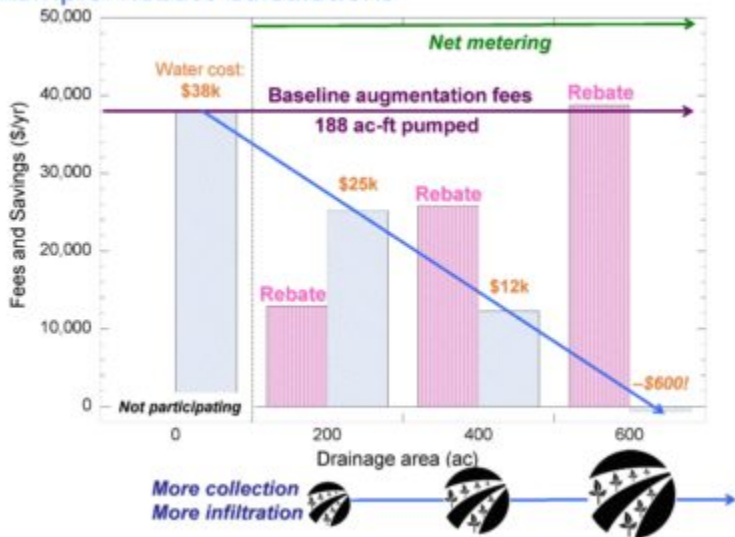 50,000
Net metering
Water cost:
$38k
40,000
Baseline augmentation fees
188 ac-ft pumped
Rebate
30,000
$25k
Rebate
20,000
Rebate
$12k
10,000
–$600!
0
Not participating
0
200
400
600
Fees and Savings ($/yr)
Drainage area (ac)
More collection
More infiltration